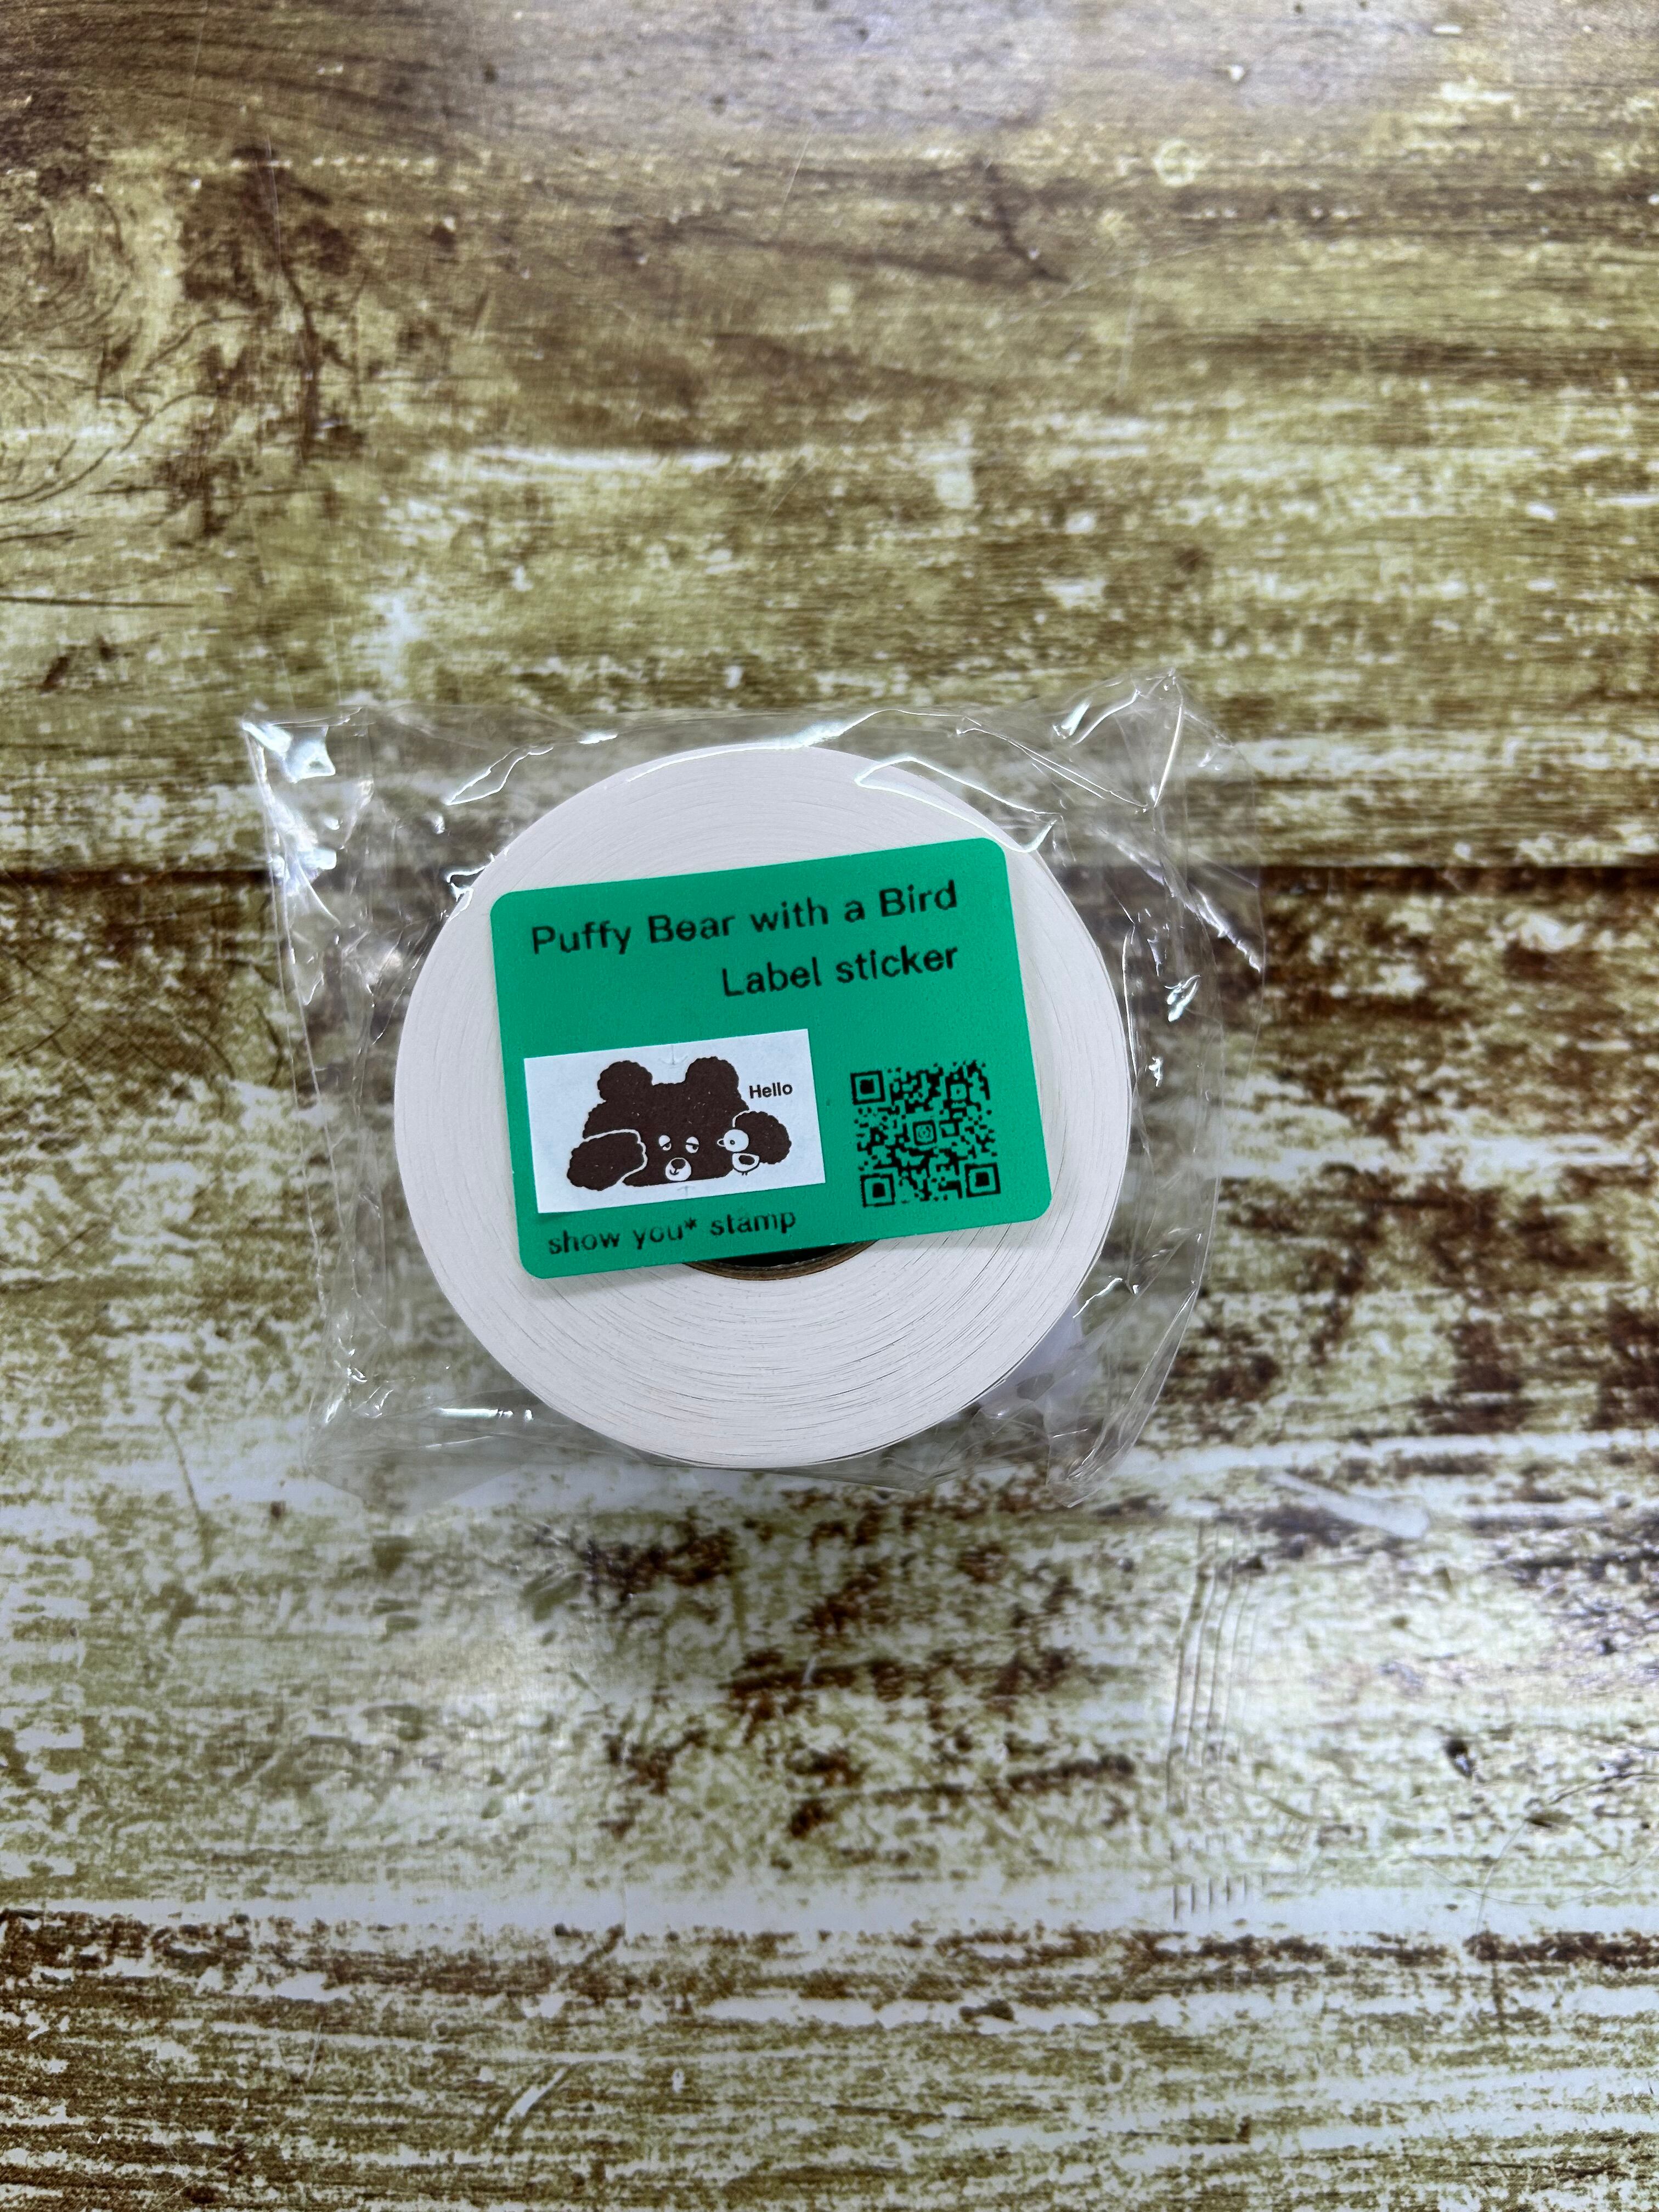 Puffy Bear with a Bird
Label sticker
Hello
show you* stamp